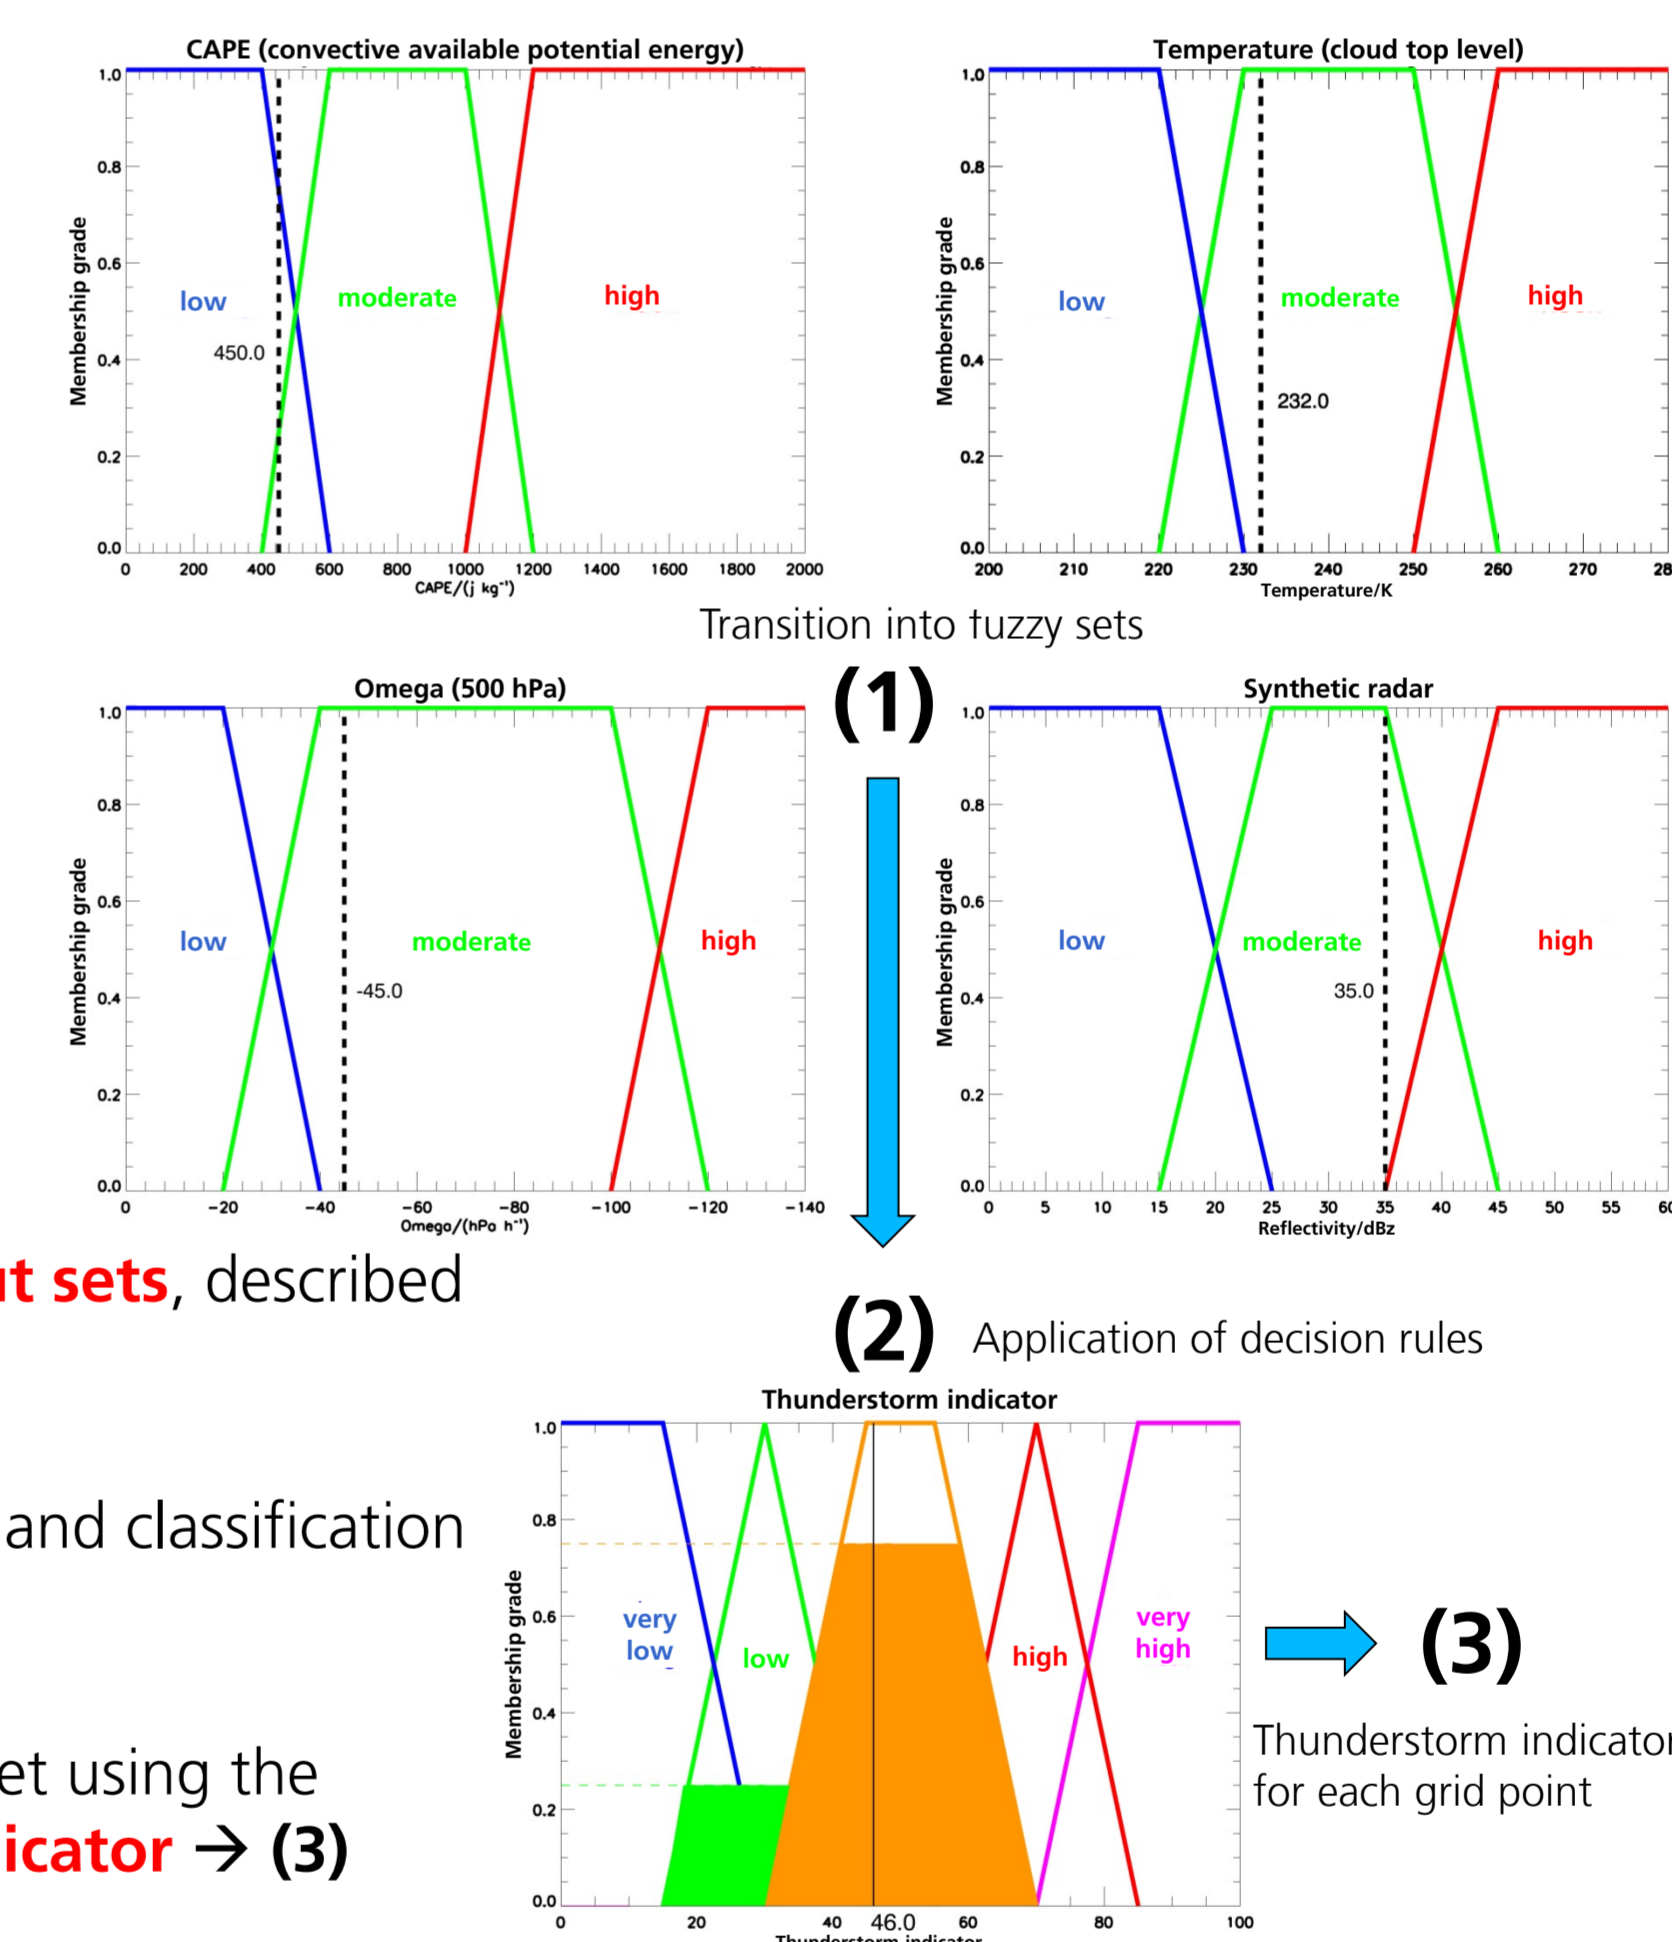 CAPE (convective available potential energy)
1.0
0.8
0.6
0.4
0.2
0.0
Membership grade
low
moderate
high
450.0
0 200 400 600 800 1000 1200 1400 1600 1800 2000
CAPE/(j kg⁻¹)
Temperature (cloud top level)
1.0
0.8
0.6
0.4
0.2
0.0
Membership grade
low
moderate
high
232.0
200 210 220 230 240 250 260 270 28
Temperature/K
Transition into fuzzy sets
(1)
Omega (500 hPa)
1.0
0.8
0.6
0.4
0.2
0.0
Membership grade
low
moderate
high
-45.0
0 −20 −40 −60 −80 −100 −120 −140
Omega/(hPa h⁻¹)
Synthetic radar
1.0
0.8
0.6
0.4
0.2
0.0
Membership grade
low
moderate
high
35.0
0 5 10 15 20 25 30 35 40 45 50 55 60
Reflectivity/dBz
ut sets, described
(2) Application of decision rules
and classification
et using the
icator → (3)
Thunderstorm indicator
1.0
0.8
0.6
0.4
0.2
0.0
Membership grade
very
low
low
high
very
high
0 20 40 46.0 60 80 100
Thunderstorm indicator
(3)
Thunderstorm indicator
for each grid point